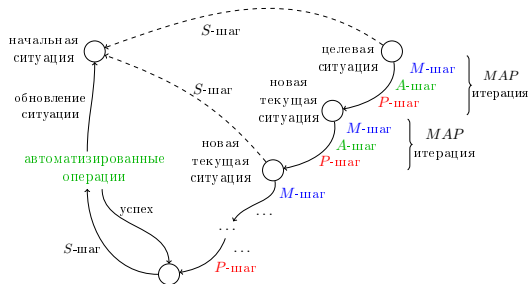 S-шаг
начальная
ситуация
целевая
ситуация
M-шаг
A-шаг
P-шаг
MAP
итерация
S-шаг
новая
текущая
ситуация
M-шаг
A-шаг
P-шаг
MAP
итерация
обновление
ситуации
новая
текущая
ситуация
M-шаг
автоматизированные
операции
успех
...
...
...
S-шаг
P-шаг